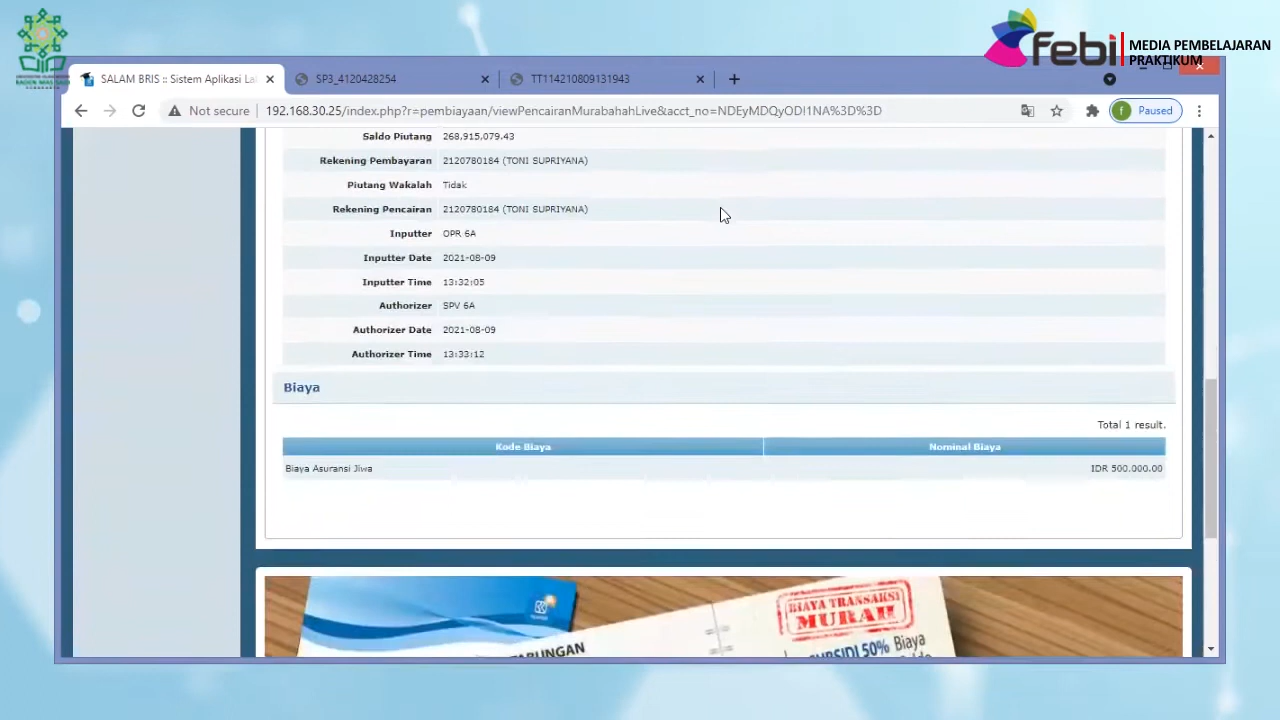 febi MEDIA PEMBELAJARAN
PRAKTIKUM
SALAM BRIS :: Sistem Aplikasi La
SP3_4120428254
TT114210809131943
Not secure 192.168.30.25/index.php?r=pembiayaan/viewPencairanMurabahahLive&acct_no=NDEyMDQyODI1NA%3D%3D
f Paused
Saldo Piutang 268,915,079.43
Rekening Pembayaran 2120780184 (TONI SUPRIYANA)
Piutang Wakalah Tidak
Rekening Pencairan 2120780184 (TONI SUPRIYANA)
Inputter OPR 6A
Inputter Date 2021-08-09
Inputter Time 13:32:05
Authorizer SPV 6A
Authorizer Date 2021-08-09
Authorizer Time 13:33:12
Biaya
Total 1 result.
Kode Biaya Nominal Biaya
Biaya Asuransi Jiwa IDR 500,000.00
BIAYA TRANSAKSI
MURAH
SUBSIDI 50% Biaya